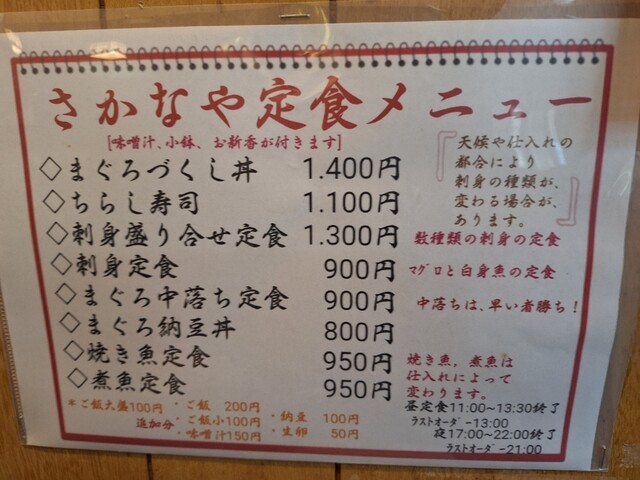 さかなや定食メニュー
[味噌汁、小鉢、お新香が付きます]
『天候や仕入れの
都合により
刺身の種類が、
変わる場合が、
あります。』
◇まぐろづくし丼 1.400円
◇ちらし寿司 1.100円
◇刺身盛り合せ定食 1.300円 数種類の刺身の定食
◇刺身定食 900円 マグロと白身魚の定食
◇まぐろ中落ち定食 900円 中落ちは、早い者勝ち!
◇まぐろ納豆丼 800円
◇焼き魚定食 950円
◇煮魚定食 950円
焼き魚,煮魚は
仕入れによって
変わります。
*ご飯大盛100円
追加分
・ご飯 200円
・ご飯小100円
・味噌汁150円
・納豆 100円
・生卵 50円
昼定食11:00~13:30終了
ラストオーダー13:00
夜17:00~22:00終了
ラストオーダー21:00